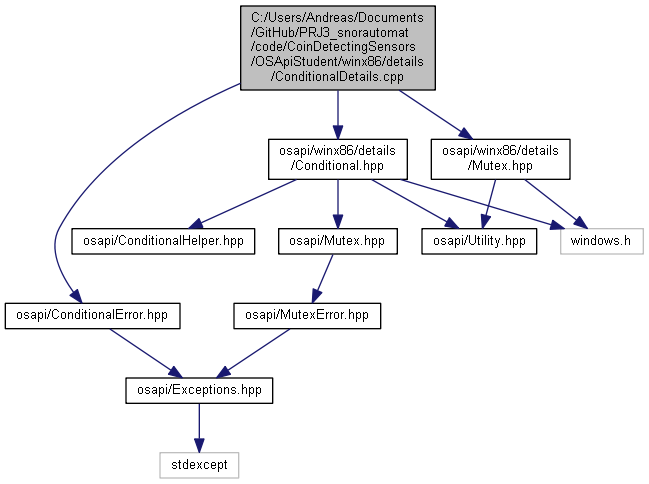 C:/Users/Andreas/Documents
/GitHub/PRJ3_snorautomat
/code/CoinDetectingSensors
/OSApiStudent/winx86/details
/ConditionalDetails.cpp
osapi/winx86/details
/Conditional.hpp
osapi/winx86/details
/Mutex.hpp
osapi/ConditionalHelper.hpp
osapi/Mutex.hpp
osapi/Utility.hpp
windows.h
osapi/ConditionalError.hpp
osapi/MutexError.hpp
osapi/Exceptions.hpp
stdexcept